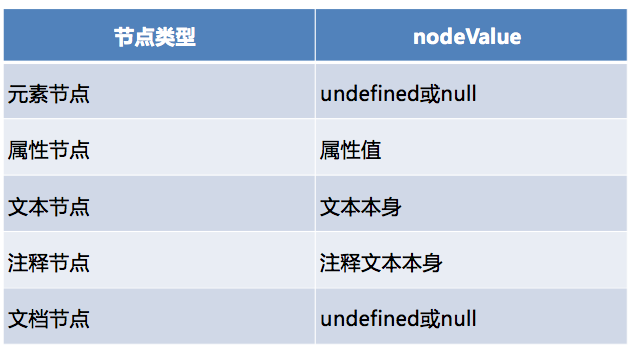 节点类型 nodeValue
元素节点 undefined或null
属性节点 属性值
文本节点 文本本身
注释节点 注释文本本身
文档节点 undefined或null